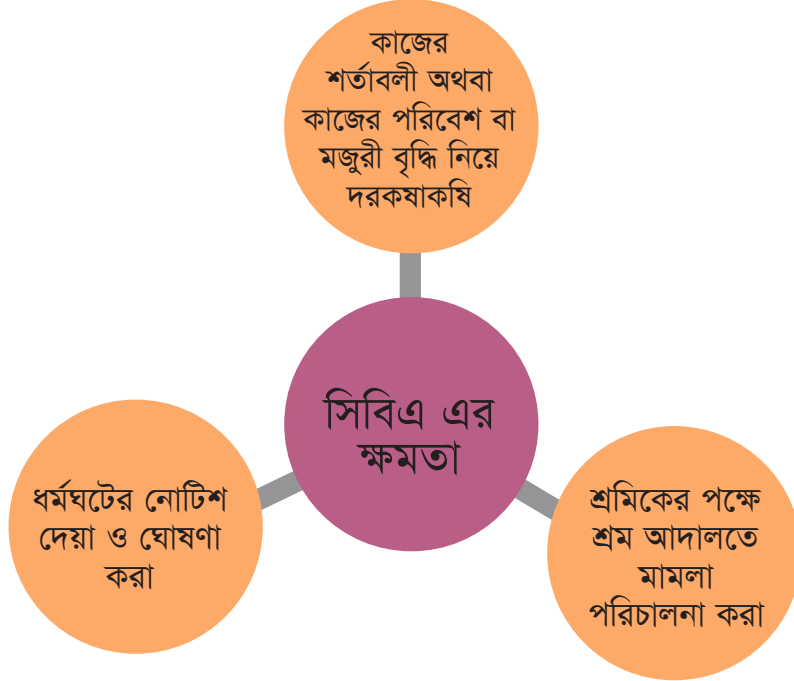 কাজের
শর্তাবলী অথবা
কাজের পরিবেশ বা
মজুরী বৃদ্ধি নিয়ে
দরকষাকষি
সিবিএ এর
ক্ষমতা
ধর্মঘটের নোটিশ
দেয়া ও ঘোষণা
করা
শ্রমিকের পক্ষে
শ্রম আদালতে
মামলা
পরিচালনা করা